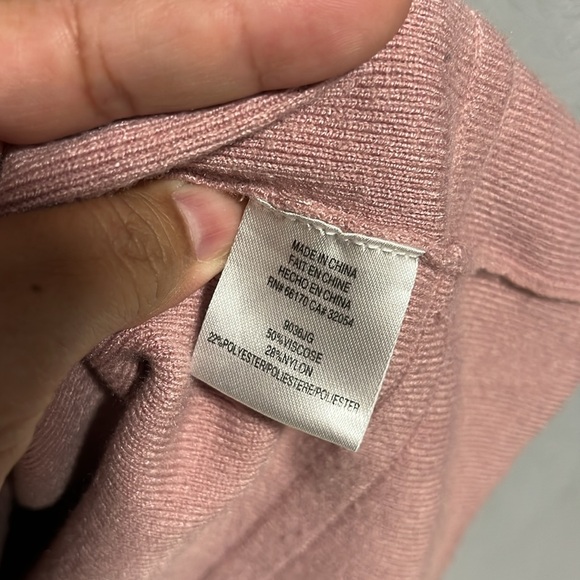 MADE IN CHINA
FAIT EN CHINE
HECHO EN CHINA
RN# 66170 CA# 32054
9036JG
50%VISCOSE
28%NYLON
22%POLYESTER/POLIESTERE/POLIESTER